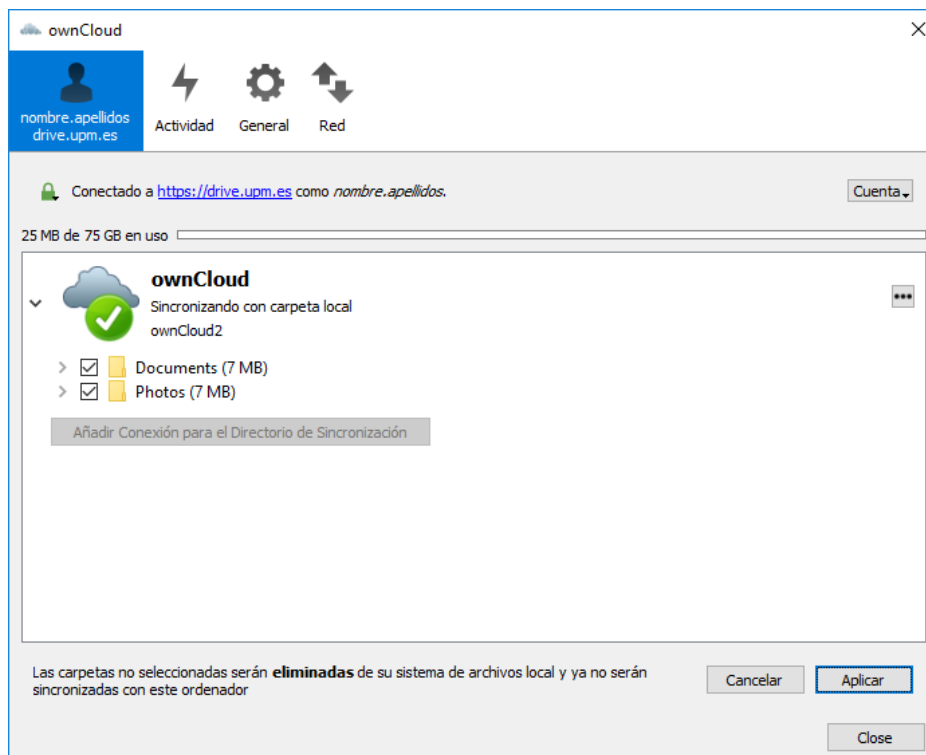 ownCloud
nombre.apellidos
drive.upm.es
Actividad
General
Red
Conectado a https://drive.upm.es como nombre.apellidos.
Cuenta
25 MB de 75 GB en uso
ownCloud
Sincronizando con carpeta local
ownCloud2
Documents (7 MB)
Photos (7 MB)
Añadir Conexión para el Directorio de Sincronización
Las carpetas no seleccionadas serán eliminadas de su sistema de archivos local y ya no serán
sincronizadas con este ordenador
Cancelar
Aplicar
Close